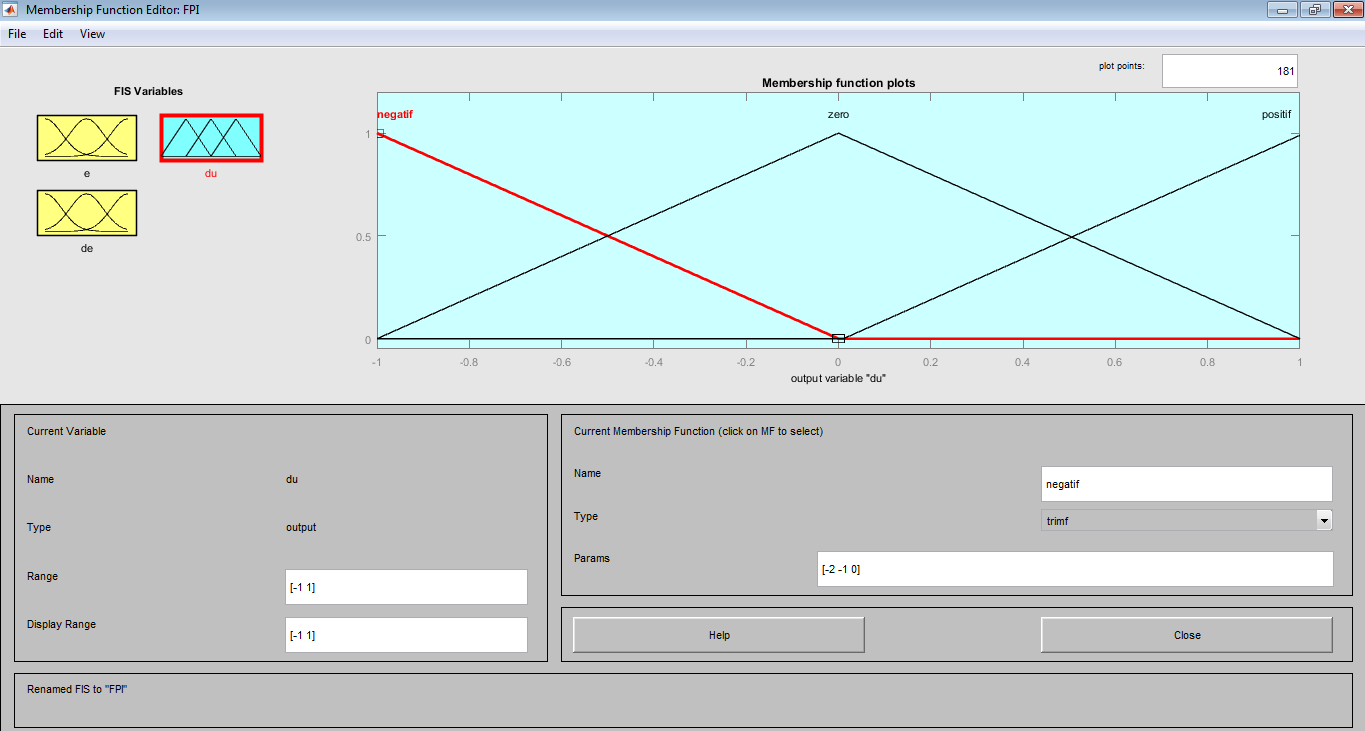 Membership Function Editor: FPI
File Edit View
FIS Variables
e
du
de
plot points:
181
Membership function plots
negatif
zero
positif
1
0.5
0
-1 -0.8 -0.6 -0.4 -0.2 0 0.2 0.4 0.6 0.8 1
output variable "du"
Current Variable
Name du
Type output
Range [-1 1]
Display Range [-1 1]
Current Membership Function (click on MF to select)
Name negatif
Type trimf
Params [-2 -1 0]
Help Close
Renamed FIS to "FPI"